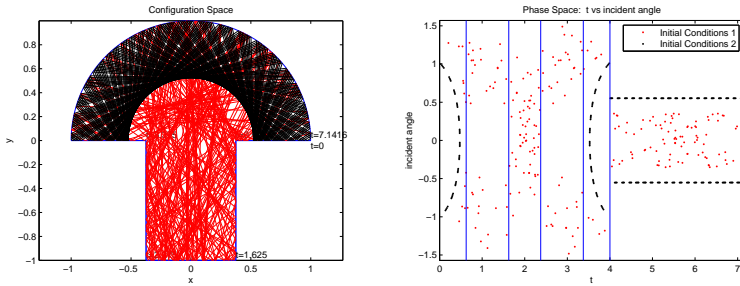 Configuration Space
1
0.8
0.6
0.4
0.2
0
−0.2
−0.4
−0.6
−0.8
−1
y
−1
−0.5
0
0.5
1
x
t=7.1416
t=0
t=1.625
Phase Space: t vs incident angle
Initial Conditions 1
Initial Conditions 2
1.5
1
0.5
0
−0.5
−1
−1.5
incident angle
0
1
2
3
4
5
6
7
t